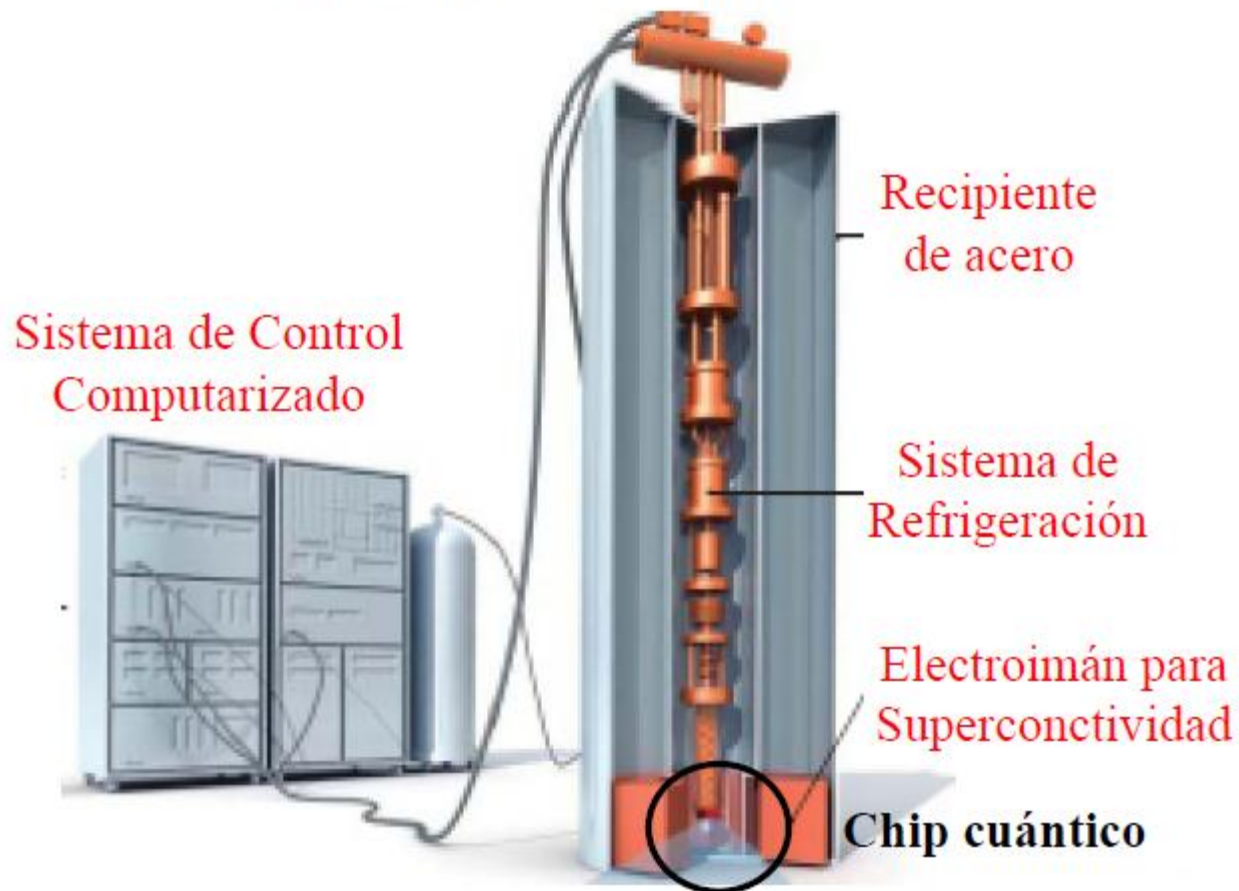 Recipiente
de acero
Sistema de Control
Computarizado
Sistema de
Refrigeración
Electroimán para
Superconctividad
Chip cuántico